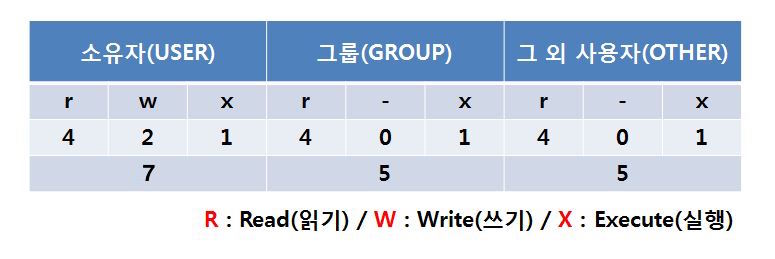 소유자(USER) 그룹(GROUP) 그 외 사용자(OTHER)
r w x r - x r - x
4 2 1 4 0 1 4 0 1
7 5 5
R : Read(읽기) / W : Write(쓰기) / X : Execute(실행)